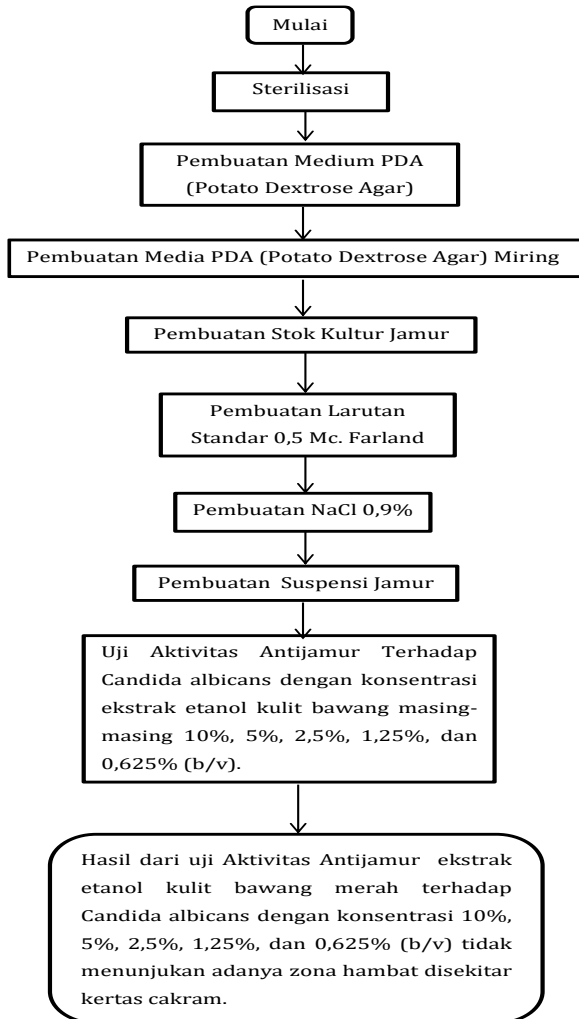 Mulai
Sterilisasi
Pembuatan Medium PDA
(Potato Dextrose Agar)
Pembuatan Media PDA (Potato Dextrose Agar) Miring
Pembuatan Stok Kultur Jamur
Pembuatan Larutan
Standar 0,5 Mc. Farland
Pembuatan NaCl 0,9%
Pembuatan Suspensi Jamur
Uji Aktivitas Antijamur Terhadap
Candida albicans dengan konsentrasi
ekstrak etanol kulit bawang masing-
masing 10%, 5%, 2,5%, 1,25%, dan
0,625% (b/v).
Hasil dari uji Aktivitas Antijamur ekstrak
etanol kulit bawang merah terhadap
Candida albicans dengan konsentrasi 10%,
5%, 2,5%, 1,25%, dan 0,625% (b/v) tidak
menunjukan adanya zona hambat disekitar
kertas cakram.